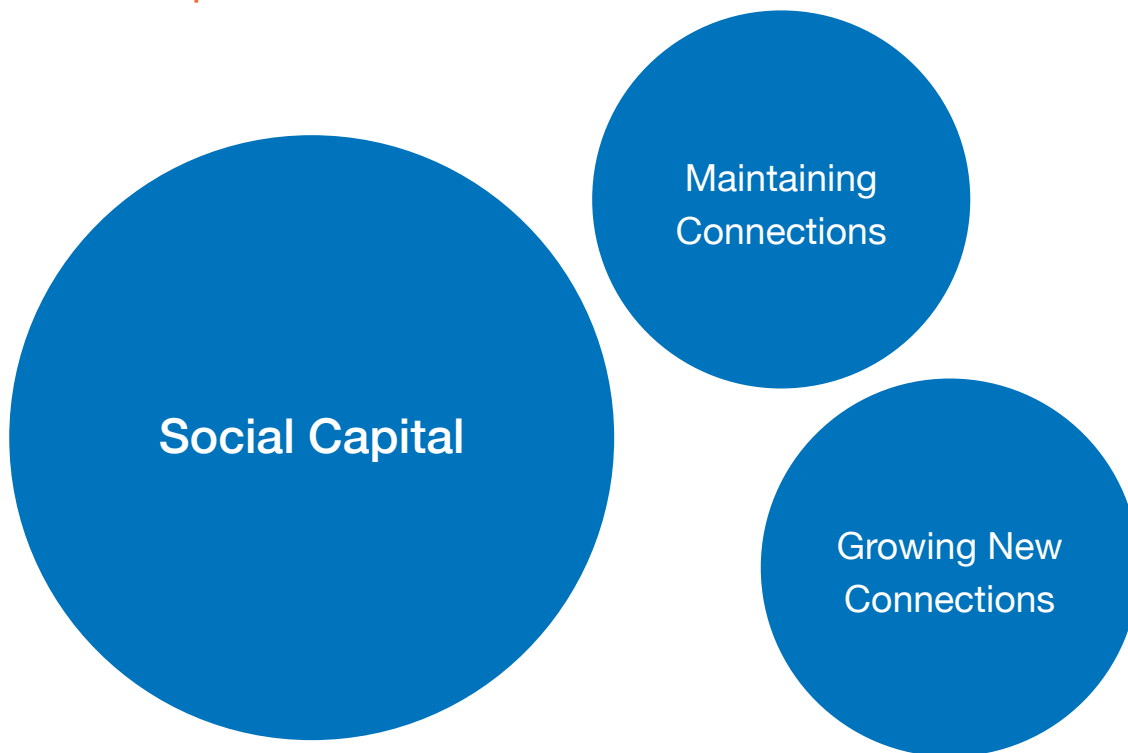 Maintaining
Connections
Social Capital
Growing New
Connections